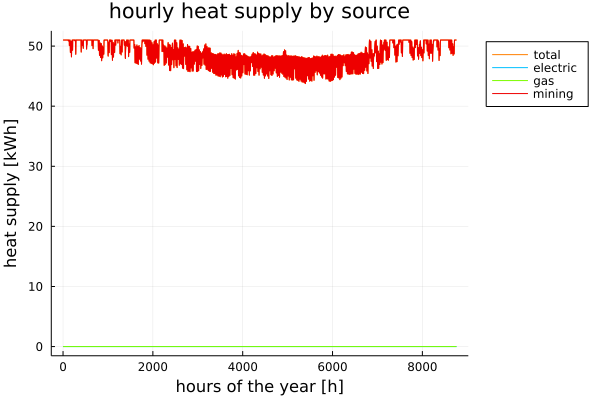 hourly heat supply by source
heat supply [kWh]
50
40
30
20
10
0
0 2000 4000 6000 8000
hours of the year [h]
total
electric
gas
mining